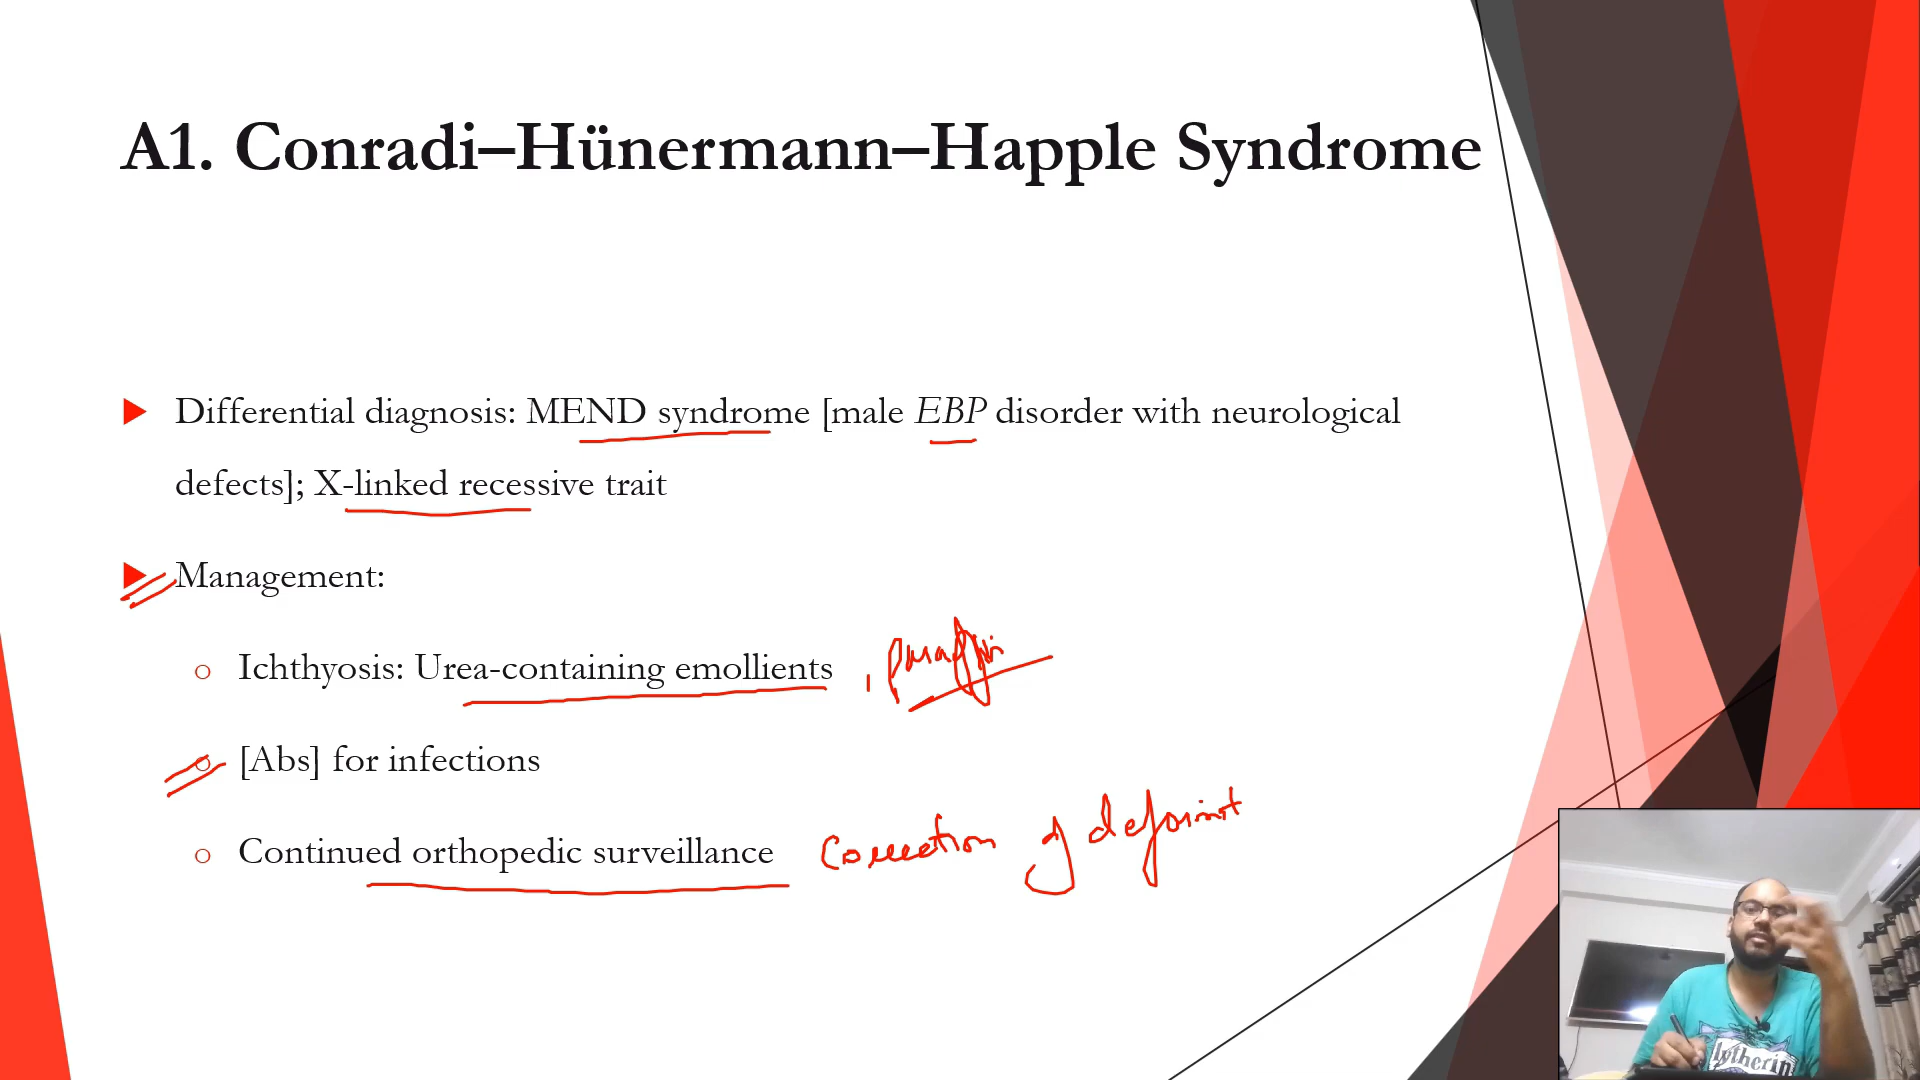 A1. Conradi–Hünermann–Happle Syndrome
Differential diagnosis: MEND syndrome [male EBP disorder with neurological
defects]; X-linked recessive trait
Management:
Ichthyosis: Urea-containing emollients , paraffin
[Abs] for infections
Continued orthopedic surveillance Correction of deformit